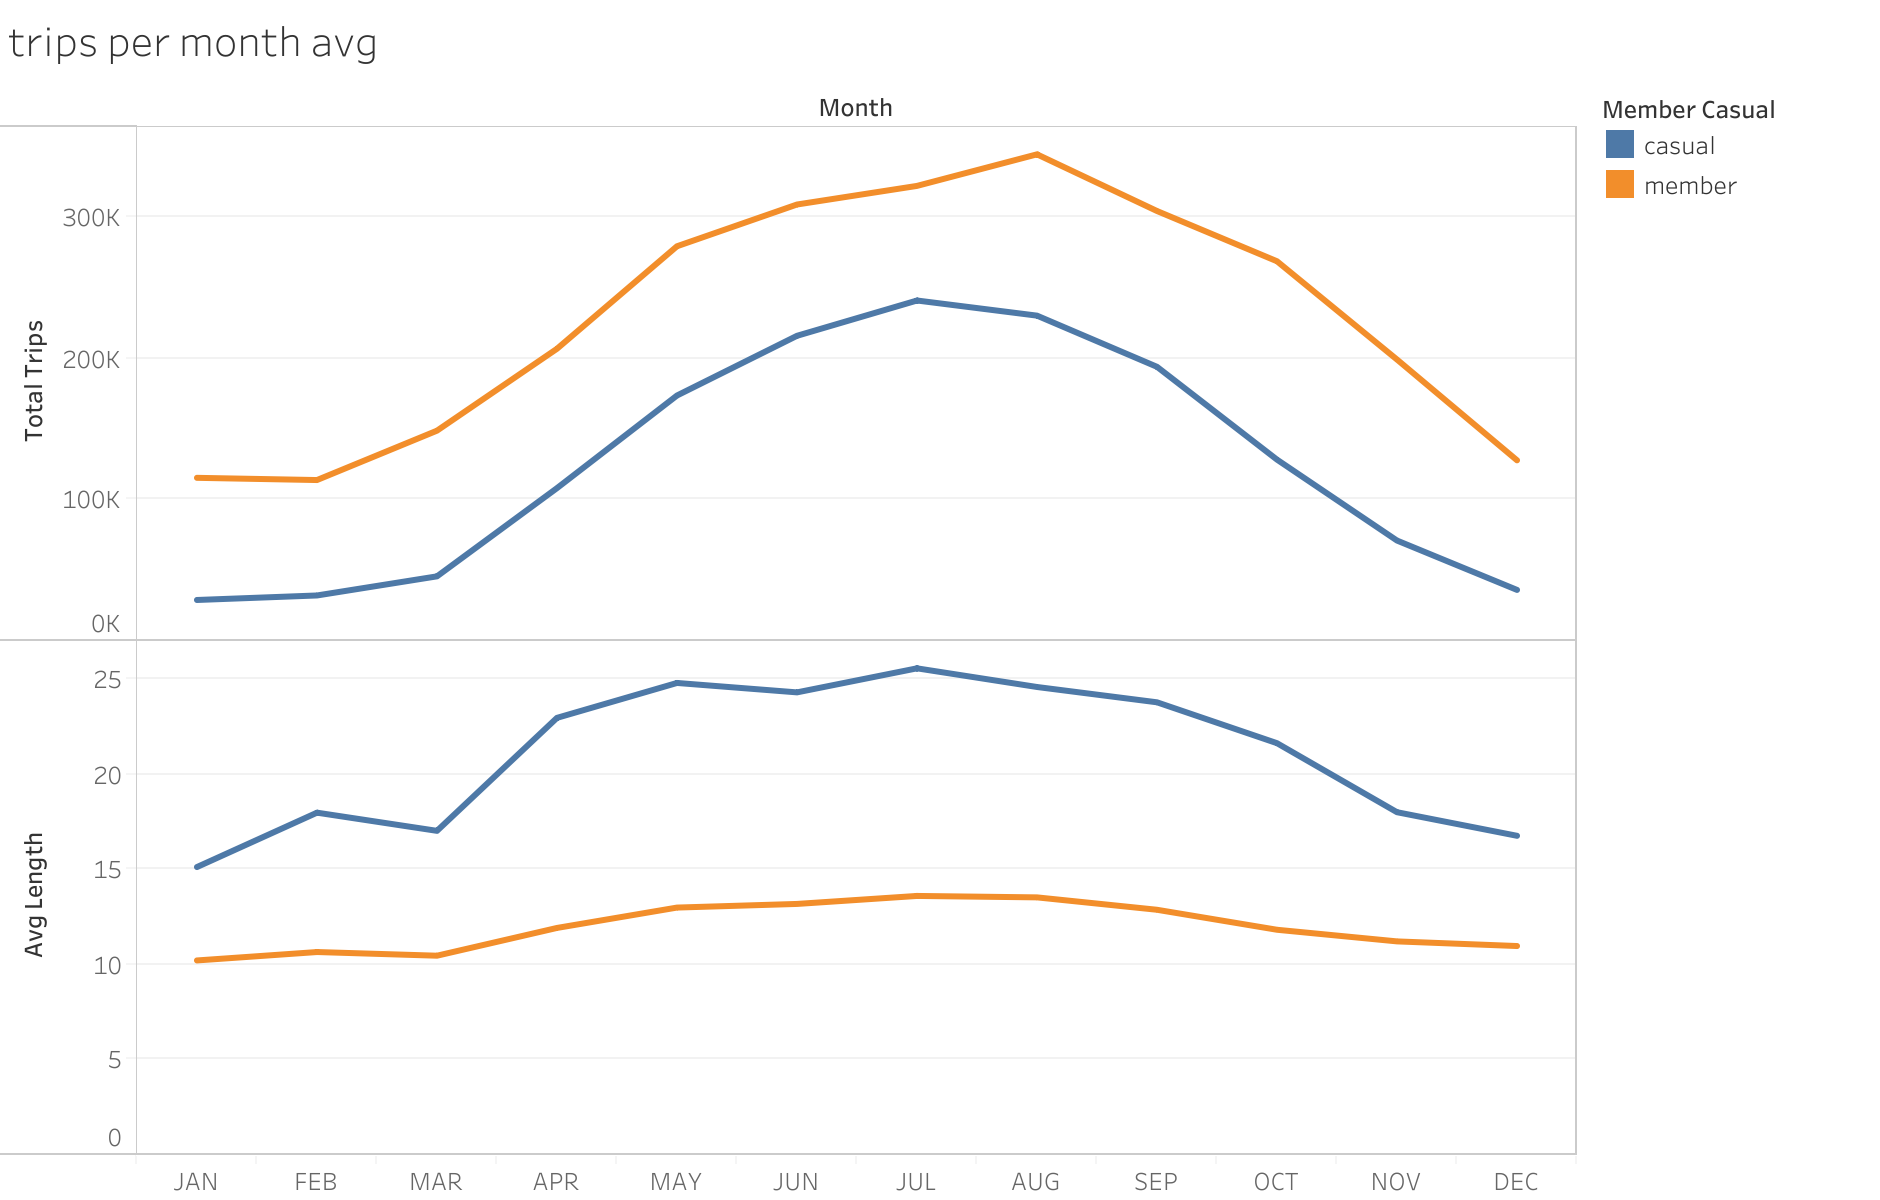 trips per month avg
Month
Member Casual
casual
member
Total Trips
300K
200K
100K
0K
Avg Length
25
20
15
10
5
0
JAN FEB MAR APR MAY JUN JUL AUG SEP OCT NOV DEC